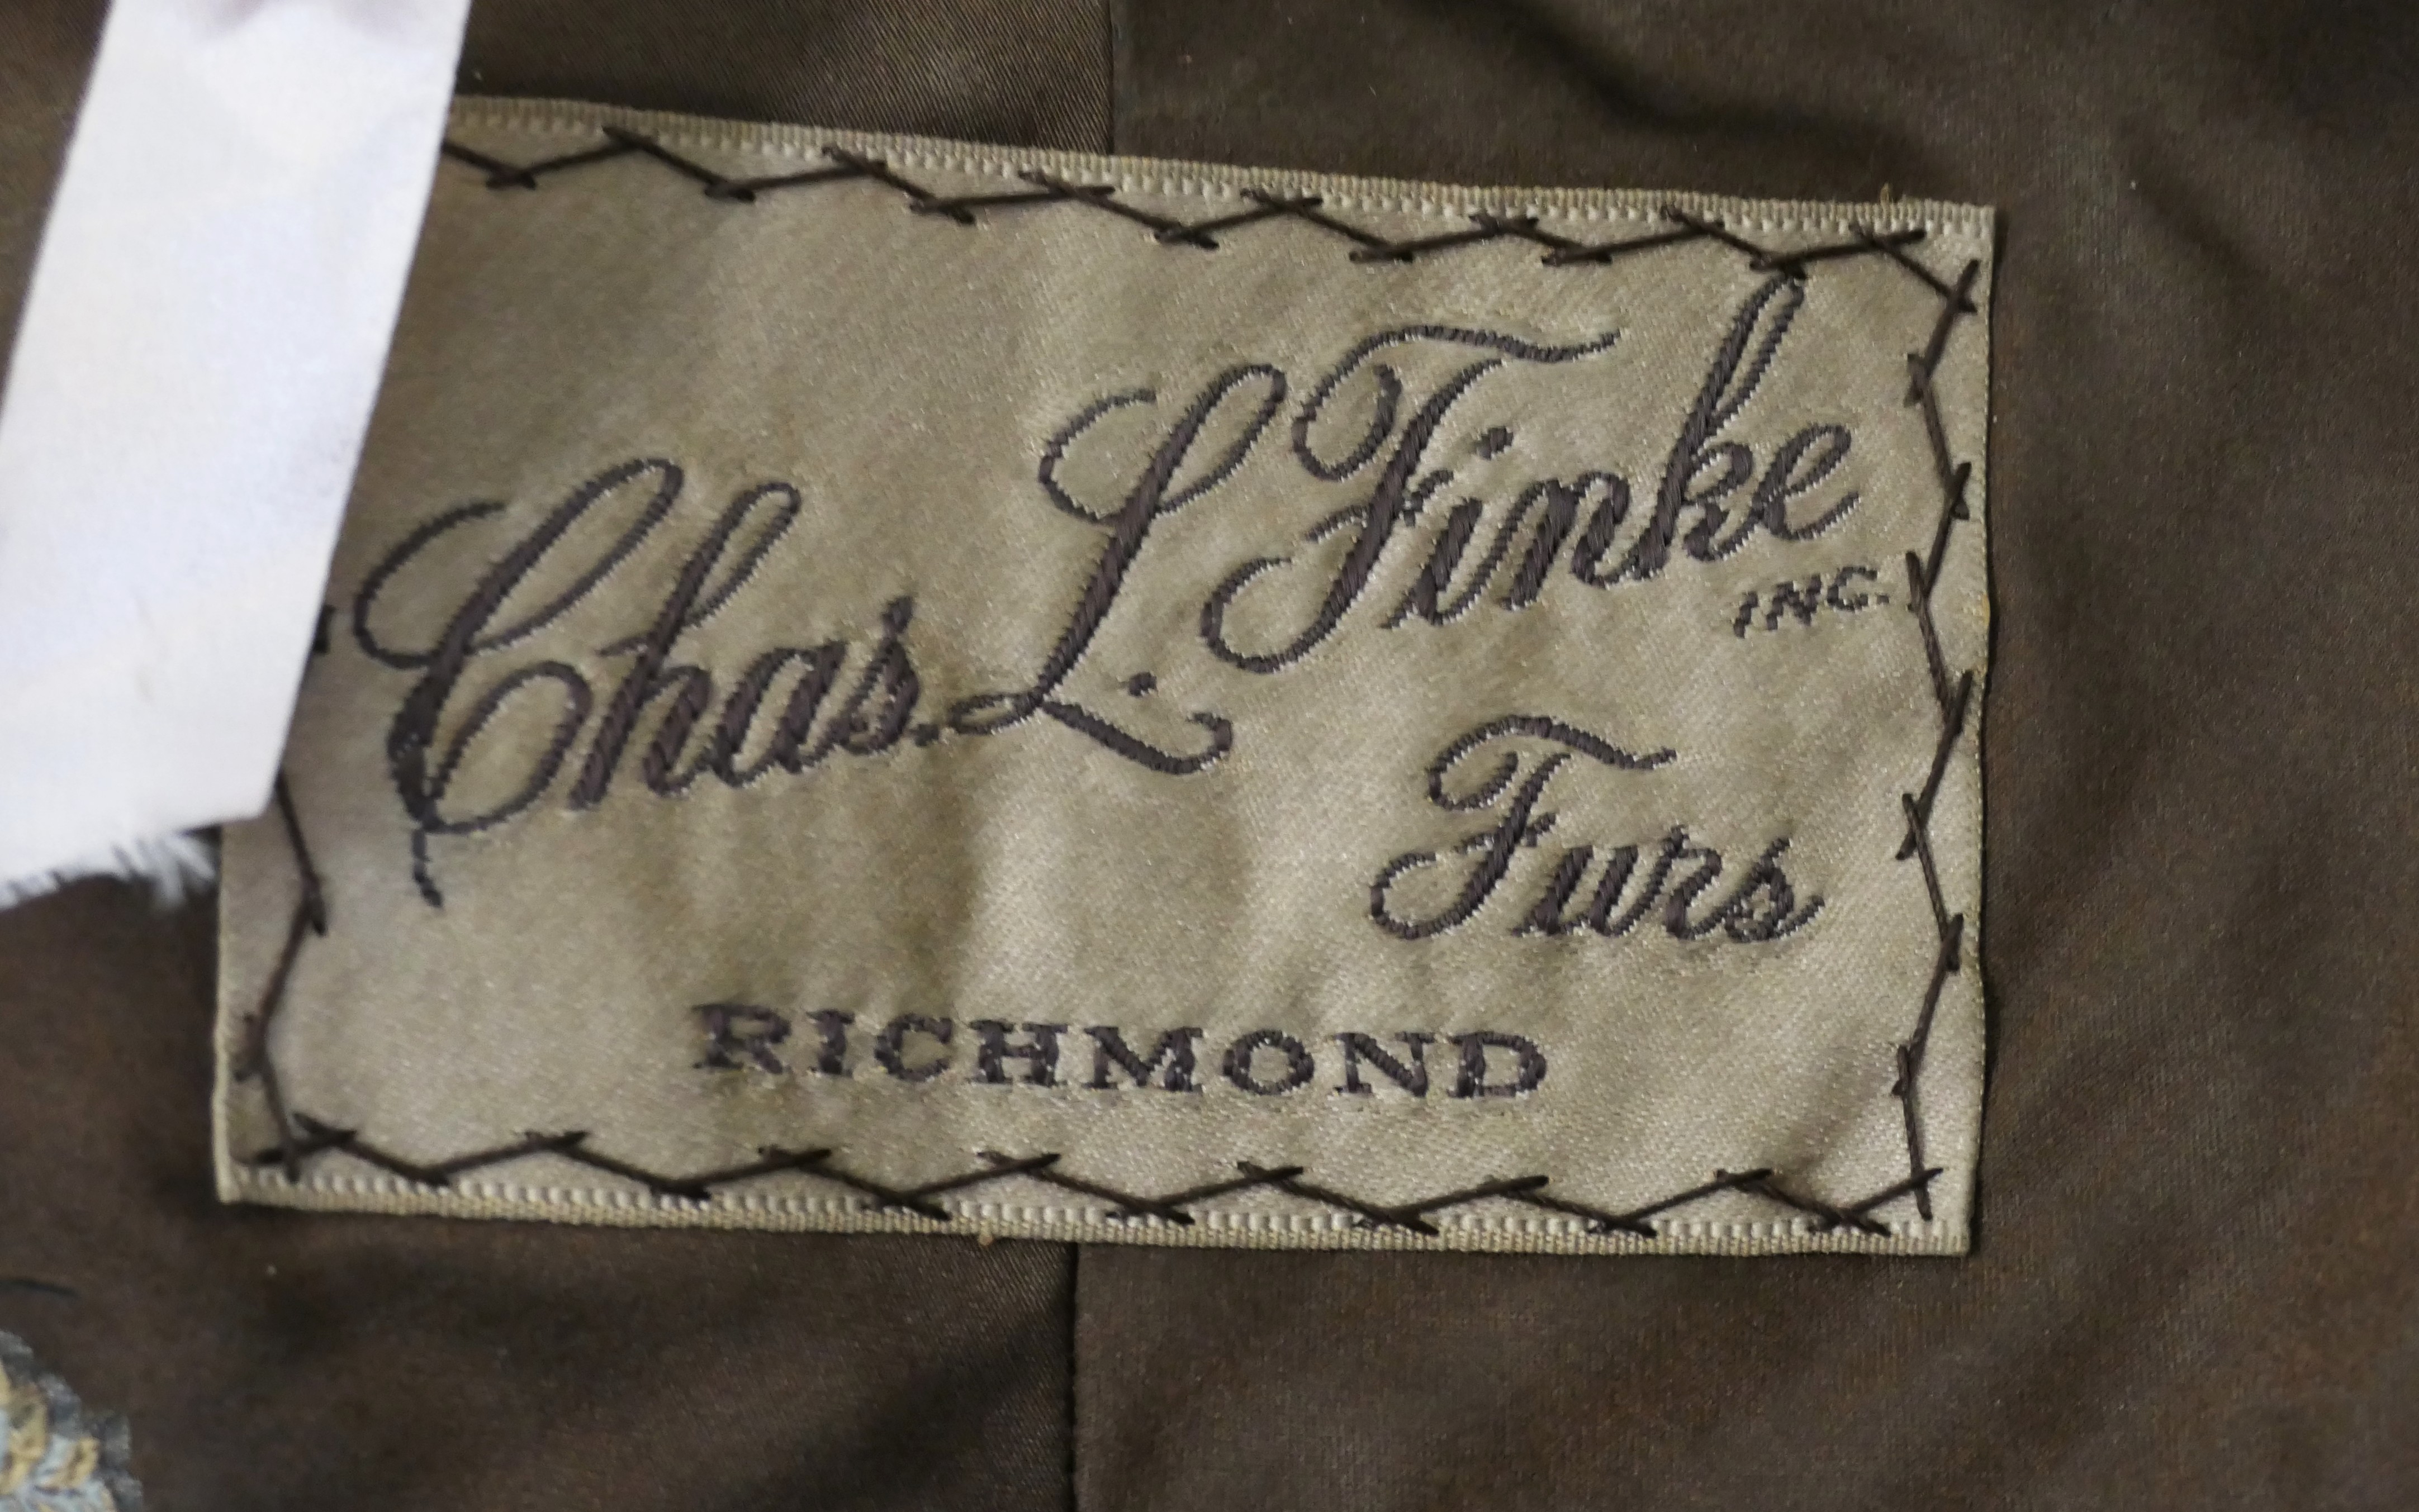 Chas. L. Finke
INC.
Furs
RICHMOND